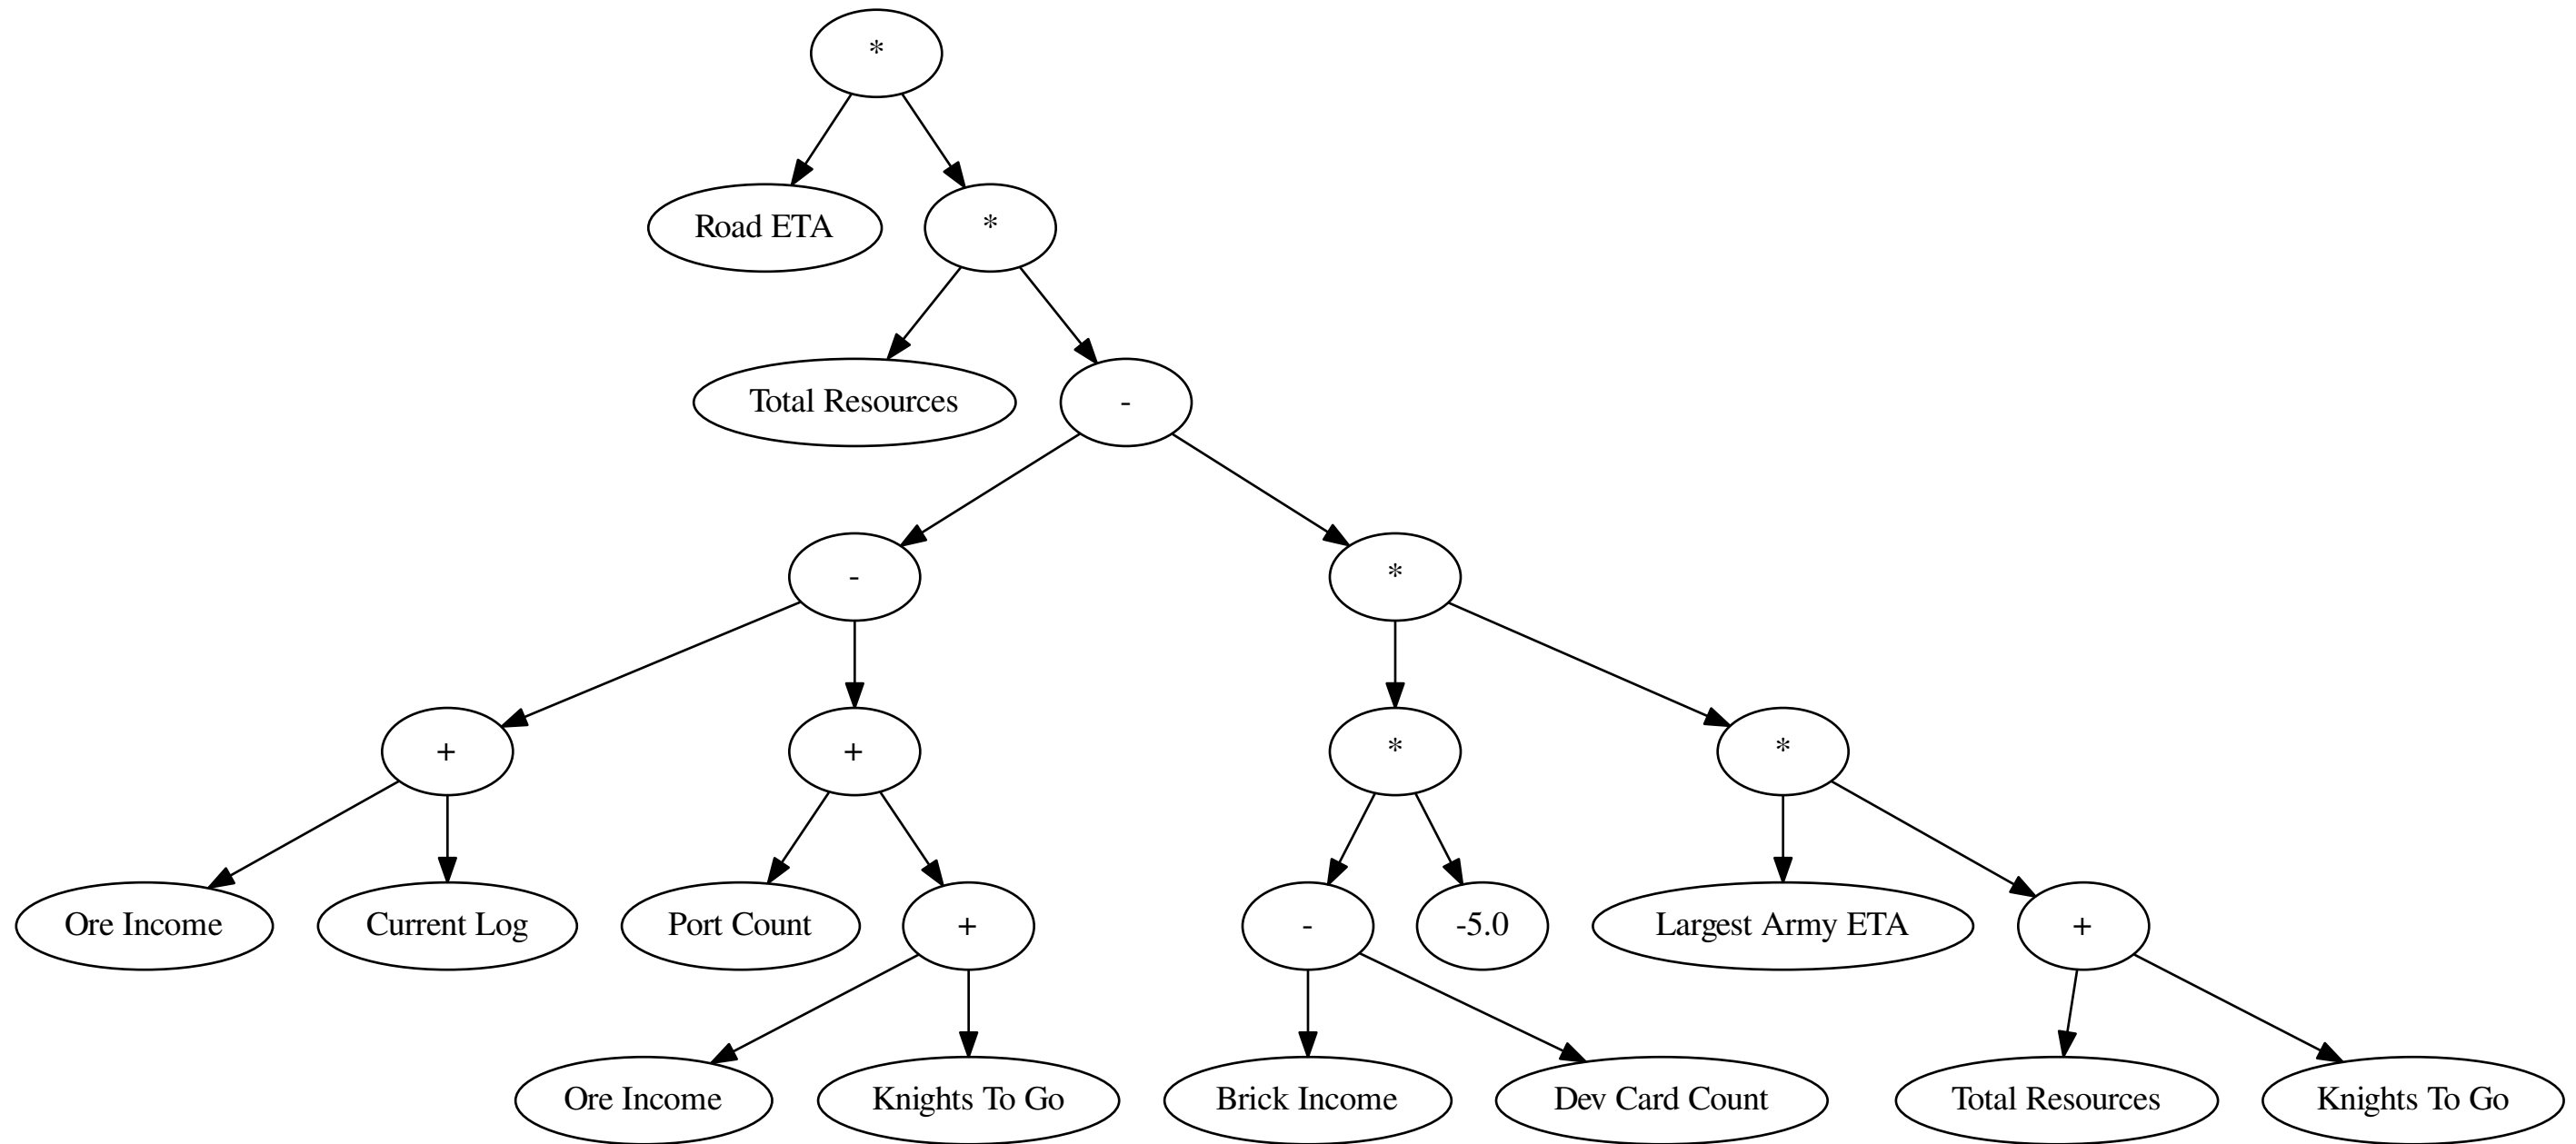 *
Road ETA
*
Total Resources
-
-
*
+
+
*
*
Ore Income
Current Log
Port Count
+
-
-5.0
Largest Army ETA
+
Ore Income
Knights To Go
Brick Income
Dev Card Count
Total Resources
Knights To Go